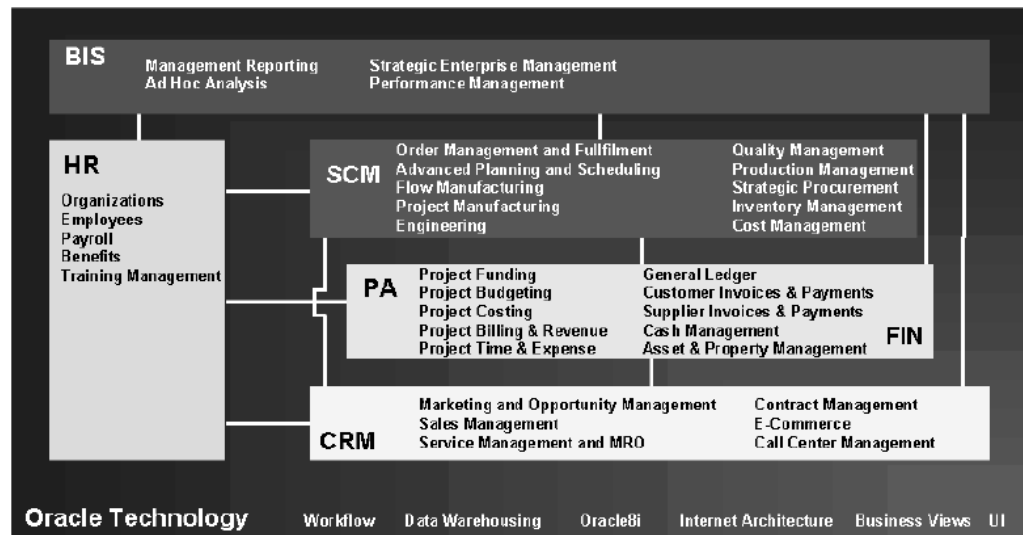 BIS
Management Reporting
Ad Hoc Analysis
Strategic Enterprise Management
Performance Management
HR
Organizations
Employees
Payroll
Benefits
Training Management
SCM
Order Management and Fullfilment
Advanced Planning and Scheduling
Flow Manufacturing
Project Manufacturing
Engineering
Quality Management
Production Management
Strategic Procurement
Inventory Management
Cost Management
PA
Project Funding
Project Budgeting
Project Costing
Project Billing & Revenue
Project Time & Expense
General Ledger
Customer Invoices & Payments
Supplier Invoices & Payments
Cash Management
Asset & Property Management
FIN
CRM
Marketing and Opportunity Management
Sales Management
Service Management and MRO
Contract Management
E-Commerce
Call Center Management
Oracle Technology
Workflow
Data Warehousing
Oracle8i
Internet Architecture
Business Views
UI